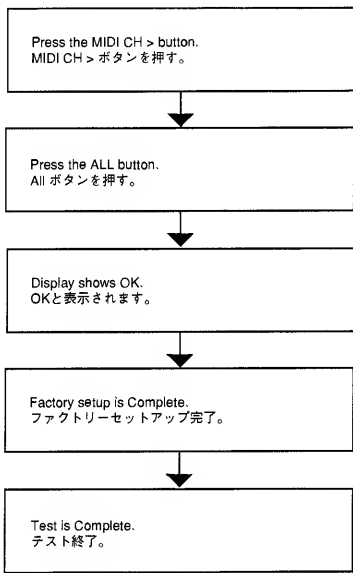 Press the MIDI CH > button.
MIDI CH > ボタンを押す。
Press the ALL button.
All ボタンを押す。
Display shows OK.
OKと表示されます。
Factory setup is Complete.
ファクトリーセットアップ完了。
Test is Complete.
テスト終了。